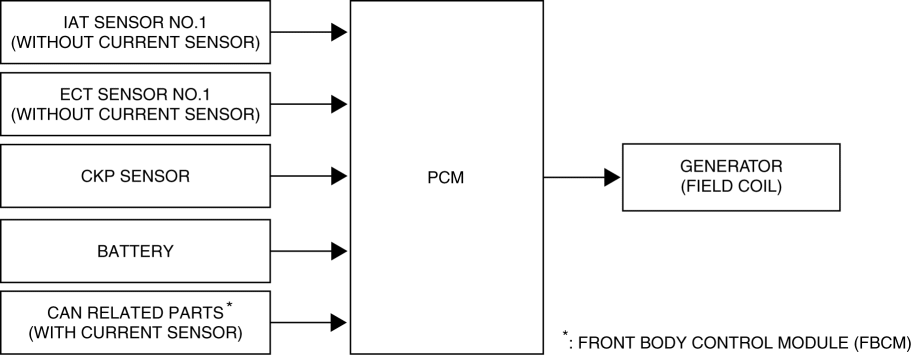 IAT SENSOR NO.1
(WITHOUT CURRENT SENSOR)
ECT SENSOR NO.1
(WITHOUT CURRENT SENSOR)
CKP SENSOR
BATTERY
CAN RELATED PARTS*
(WITH CURRENT SENSOR)
PCM
GENERATOR
(FIELD COIL)
*: FRONT BODY CONTROL MODULE (FBCM)